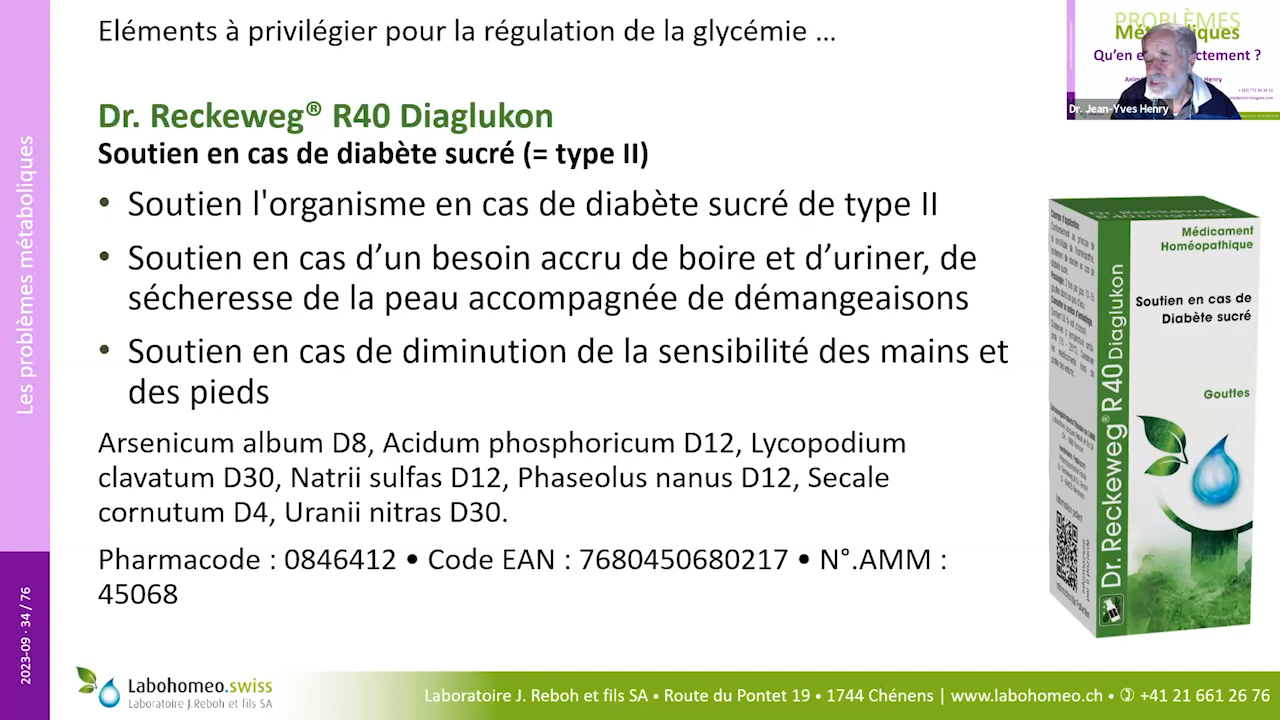 Eléments à privilégier pour la régulation de la glycémie ...
Dr. Reckeweg® R40 Diaglukon
Soutien en cas de diabète sucré (= type II)
• Soutien l'organisme en cas de diabète sucré de type II
• Soutien en cas d’un besoin accru de boire et d’uriner, de
sécheresse de la peau accompagnée de démangeaisons
• Soutien en cas de diminution de la sensibilité des mains et
des pieds
Arsenicum album D8, Acidum phosphoricum D12, Lycopodium
clavatum D30, Natrii sulfas D12, Phaseolus nanus D12, Secale
cornutum D4, Uranii nitras D30.
Pharmacode : 0846412 • Code EAN : 7680450680217 • N°.AMM :
45068
Les problèmes métaboliques
2023-09 · 34 / 76
PROBLÈMES
Qu’en
?
Henry
Dr. Jean-Yves Henry
Médicament
Homéopathique
Soutien en cas de
Diabète sucré
Gouttes
Dr. Reckeweg® R 40 Diaglukon
Labohomeo.swiss
Laboratoire J.Reboh et fils SA
Laboratoire J. Reboh et fils SA • Route du Pontet 19 • 1744 Chénens | www.labohomeo.ch • ✆ +41 21 661 26 76